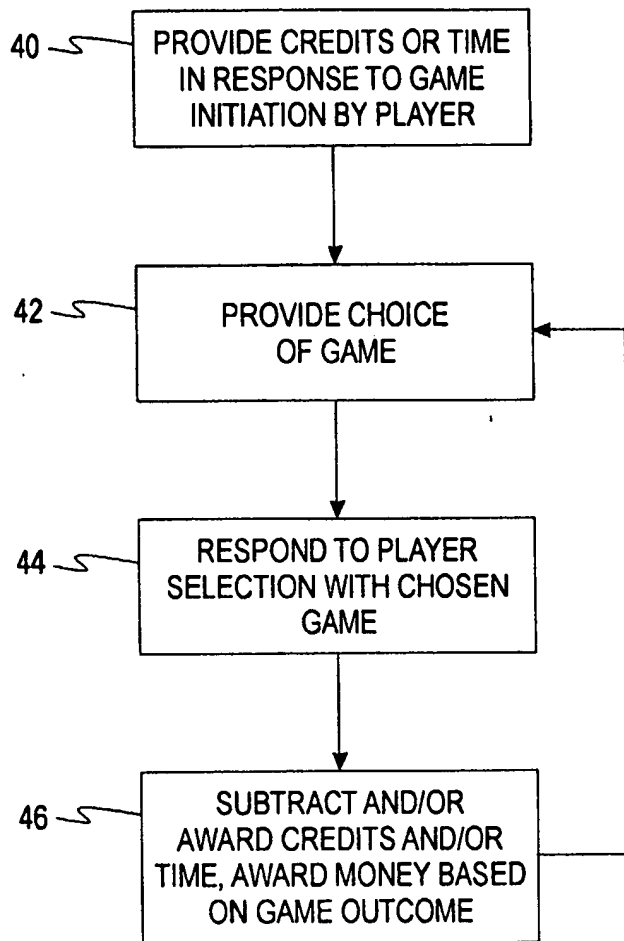 40
PROVIDE CREDITS OR TIME
IN RESPONSE TO GAME
INITIATION BY PLAYER
42
PROVIDE CHOICE
OF GAME
44
RESPOND TO PLAYER
SELECTION WITH CHOSEN
GAME
46
SUBTRACT AND/OR
AWARD CREDITS AND/OR
TIME, AWARD MONEY BASED
ON GAME OUTCOME